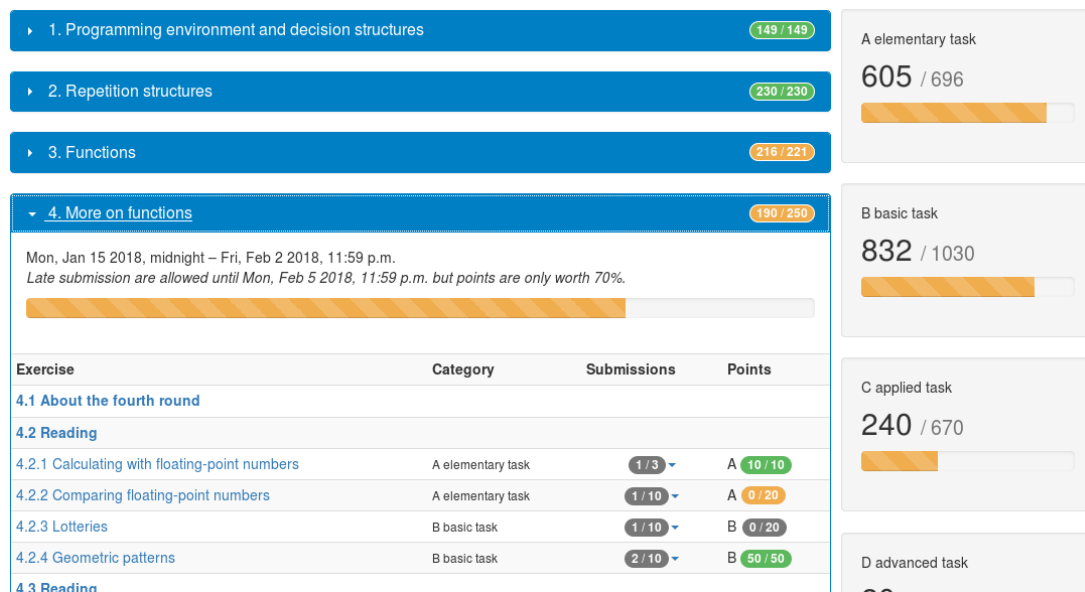 1. Programming environment and decision structures 149 / 149
2. Repetition structures 230 / 230
3. Functions 216 / 221
4. More on functions 190 / 250
Mon, Jan 15 2018, midnight – Fri, Feb 2 2018, 11:59 p.m.
Late submission are allowed until Mon, Feb 5 2018, 11:59 p.m. but points are only worth 70%.
Exercise Category Submissions Points
4.1 About the fourth round
4.2 Reading
4.2.1 Calculating with floating-point numbers A elementary task 1 / 3 A 10 / 10
4.2.2 Comparing floating-point numbers A elementary task 1 / 10 A 0 / 20
4.2.3 Lotteries B basic task 1 / 10 B 0 / 20
4.2.4 Geometric patterns B basic task 2 / 10 B 50 / 50
4.3 Reading
A elementary task
605 / 696
B basic task
832 / 1030
C applied task
240 / 670
D advanced task